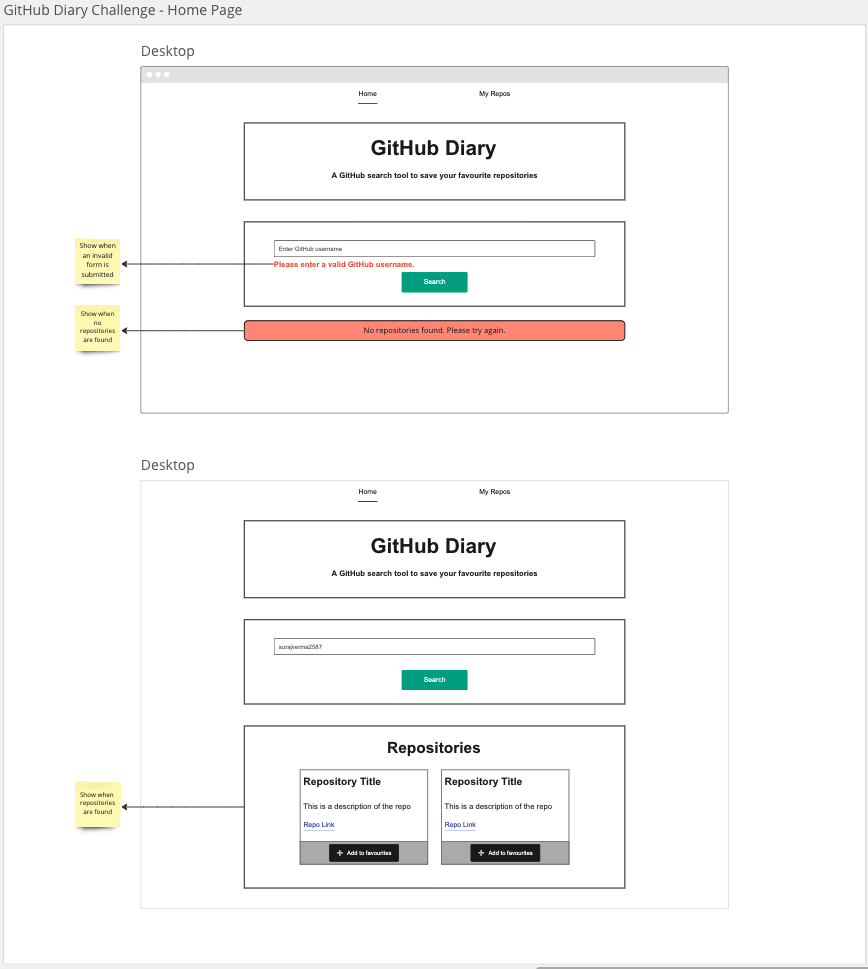 GitHub Diary Challenge - Home Page
Desktop
Home
My Repos
GitHub Diary
A GitHub search tool to save your favourite repositories
Show when
an invalid
form is
submitted
Enter GitHub username
Please enter a valid GitHub username.
Search
Show when
no
repositories
are found
No repositories found. Please try again.
Desktop
Home
My Repos
GitHub Diary
A GitHub search tool to save your favourite repositories
surajverma2587
Search
Repositories
Show when
repositories
are found
Repository Title
This is a description of the repo
Repo Link
Add to favourites
Repository Title
This is a description of the repo
Repo Link
Add to favourites